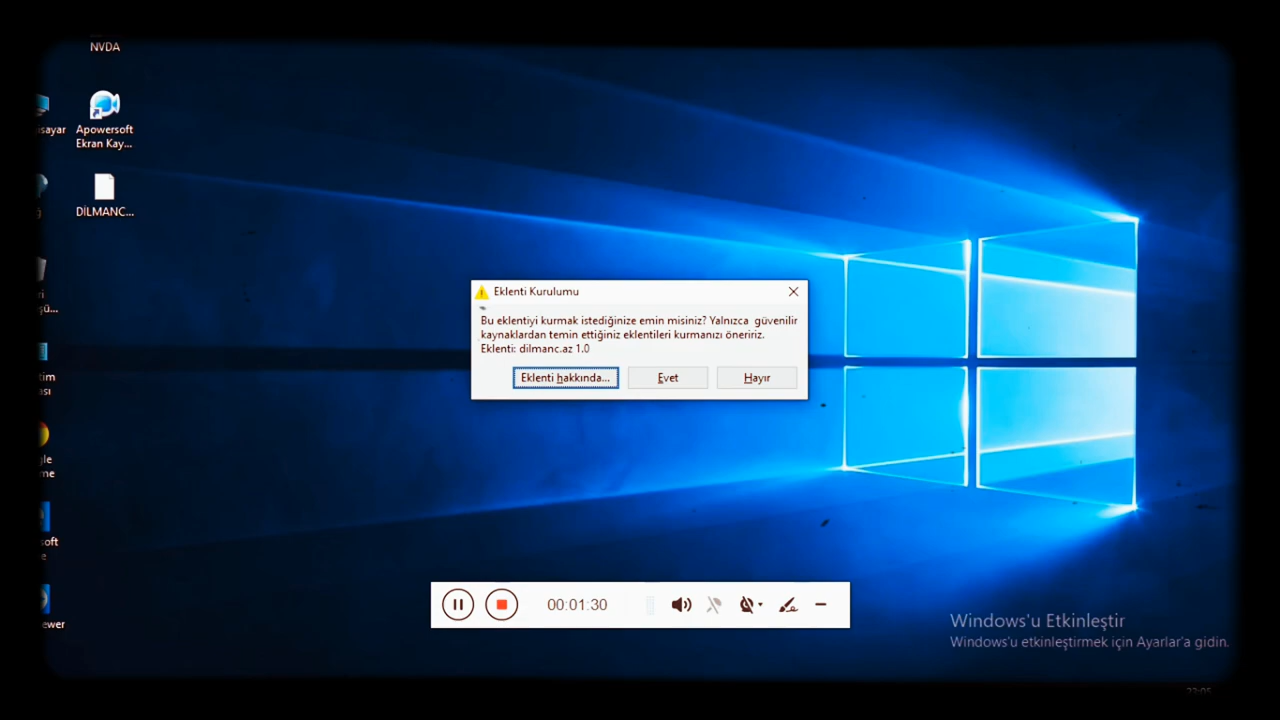 NVDA
isayar
Apowersoft
Ekran Kay...
DİLMANC...
Eklenti Kurulumu
Bu eklentiyi kurmak istediğinize emin misiniz? Yalnızca güvenilir
kaynaklardan temin ettiğiniz eklentileri kurmanızı öneririz.
Eklenti: dilmanc.az 1.0
Eklenti hakkında...
Evet
Hayır
00:01:30
Windows'u Etkinleştir
Windows'u etkinleştirmek için Ayarlar'a gidin.